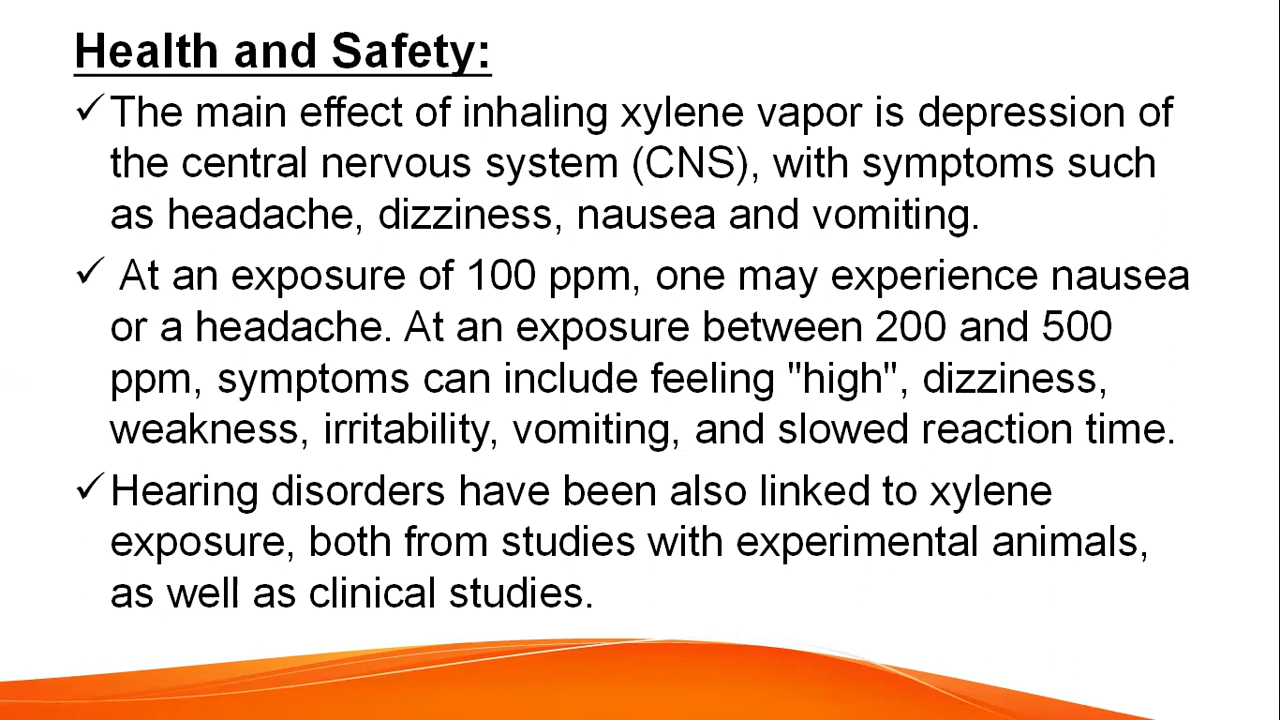 Health and Safety:
✓The main effect of inhaling xylene vapor is depression of
the central nervous system (CNS), with symptoms such
as headache, dizziness, nausea and vomiting.
✓ At an exposure of 100 ppm, one may experience nausea
or a headache. At an exposure between 200 and 500
ppm, symptoms can include feeling "high", dizziness,
weakness, irritability, vomiting, and slowed reaction time.
✓Hearing disorders have been also linked to xylene
exposure, both from studies with experimental animals,
as well as clinical studies.